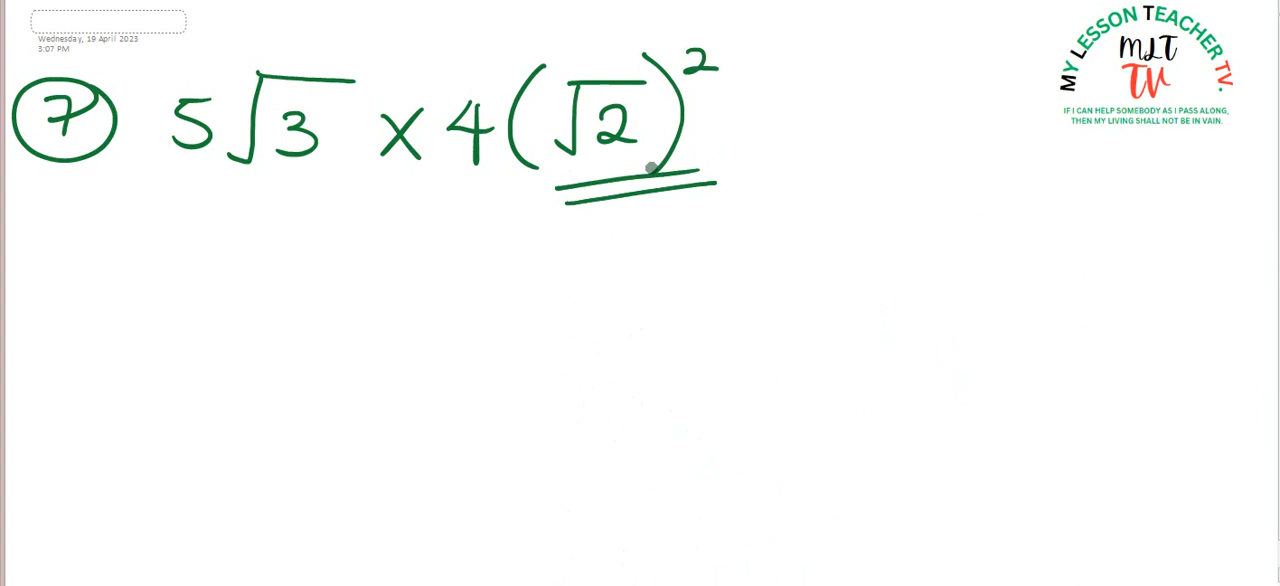 Wednesday, 19 April 2023
3:07 PM
7 5√3 × 4(√2)²
MY LESSON TEACHER TV.
MLT
TV
IF I CAN HELP SOMEBODY AS I PASS ALONG,
THEN MY LIVING SHALL NOT BE IN VAIN.